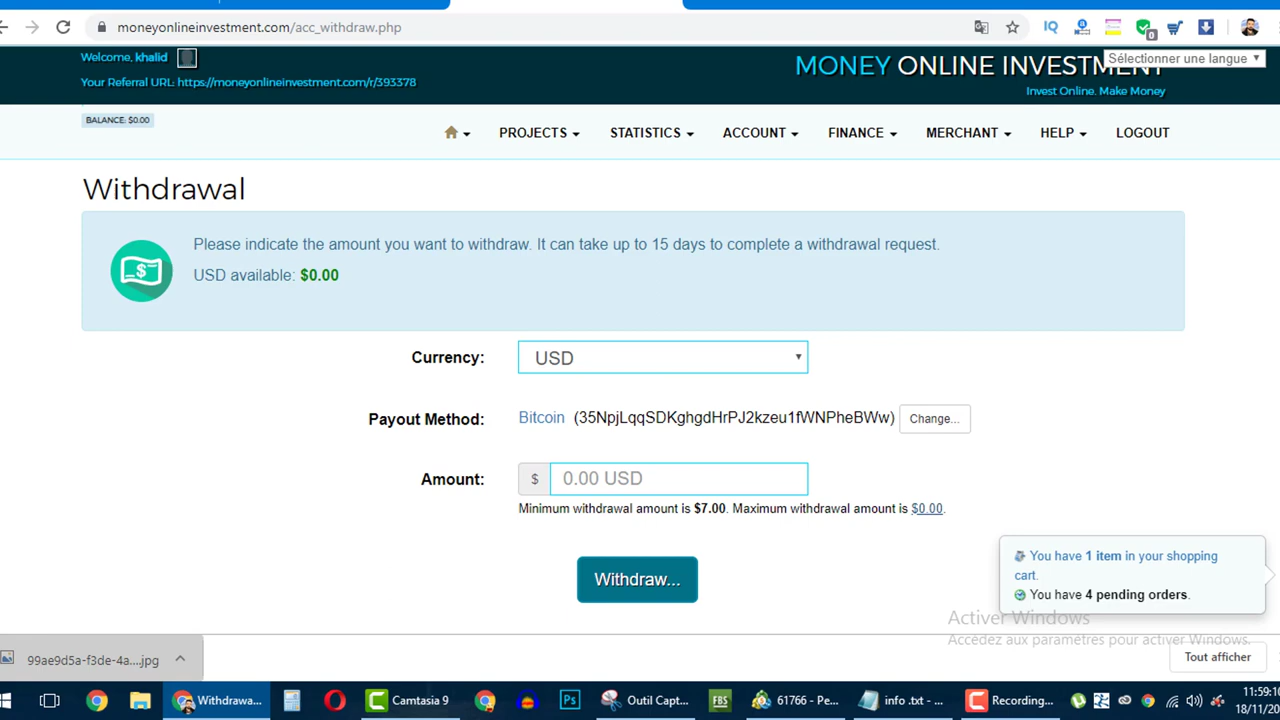 moneyonlineinvestment.com/acc_withdraw.php
Welcome, khalid
Your Referral URL: https://moneyonlineinvestment.com/r/393378
MONEY ONLINE INVESTMENT
Sélectionner une langue
Invest Online. Make Money
BALANCE: $0.00
PROJECTS STATISTICS ACCOUNT FINANCE MERCHANT HELP LOGOUT
Withdrawal
Please indicate the amount you want to withdraw. It can take up to 15 days to complete a withdrawal request.
USD available: $0.00
Currency: USD
Payout Method: Bitcoin (35NpjLqqSDKghgdHrPJ2kzeu1fWNPheBWw) Change...
Amount: $ 0.00 USD
Minimum withdrawal amount is $7.00. Maximum withdrawal amount is $0.00.
Withdraw...
You have 1 item in your shopping
cart.
You have 4 pending orders.
Activer Windows
Accédez aux paramètres pour activer Windows.
99ae9d5a-f3de-4a....jpg
Tout afficher
Withdrawa...
Camtasia 9
Ps
Outil Capt...
FBS
61766 - Pe...
info .txt - ...
Recording...
11:59:10
18/11/20